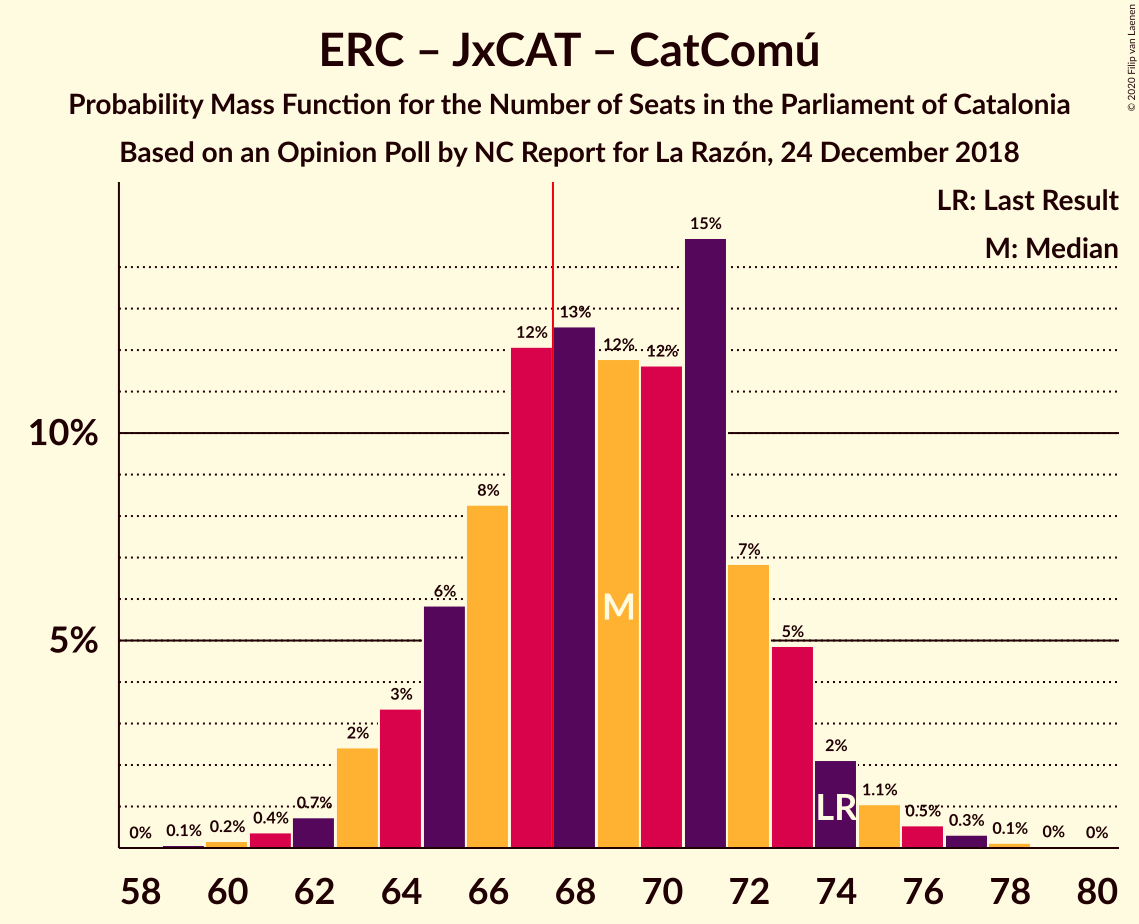 ERC – JxCAT – CatComú
Probability Mass Function for the Number of Seats in the Parliament of Catalonia
Based on an Opinion Poll by NC Report for La Razón, 24 December 2018
© 2020 Filip van Laenen
LR: Last Result
M: Median
10%
5%
0%
0.1%
0.2%
0.4%
0.7%
2%
3%
6%
8%
12%
13%
12%
12%
15%
7%
5%
2%
1.1%
0.5%
0.3%
0.1%
0%
0%
M
LR
58 60 62 64 66 68 70 72 74 76 78 80